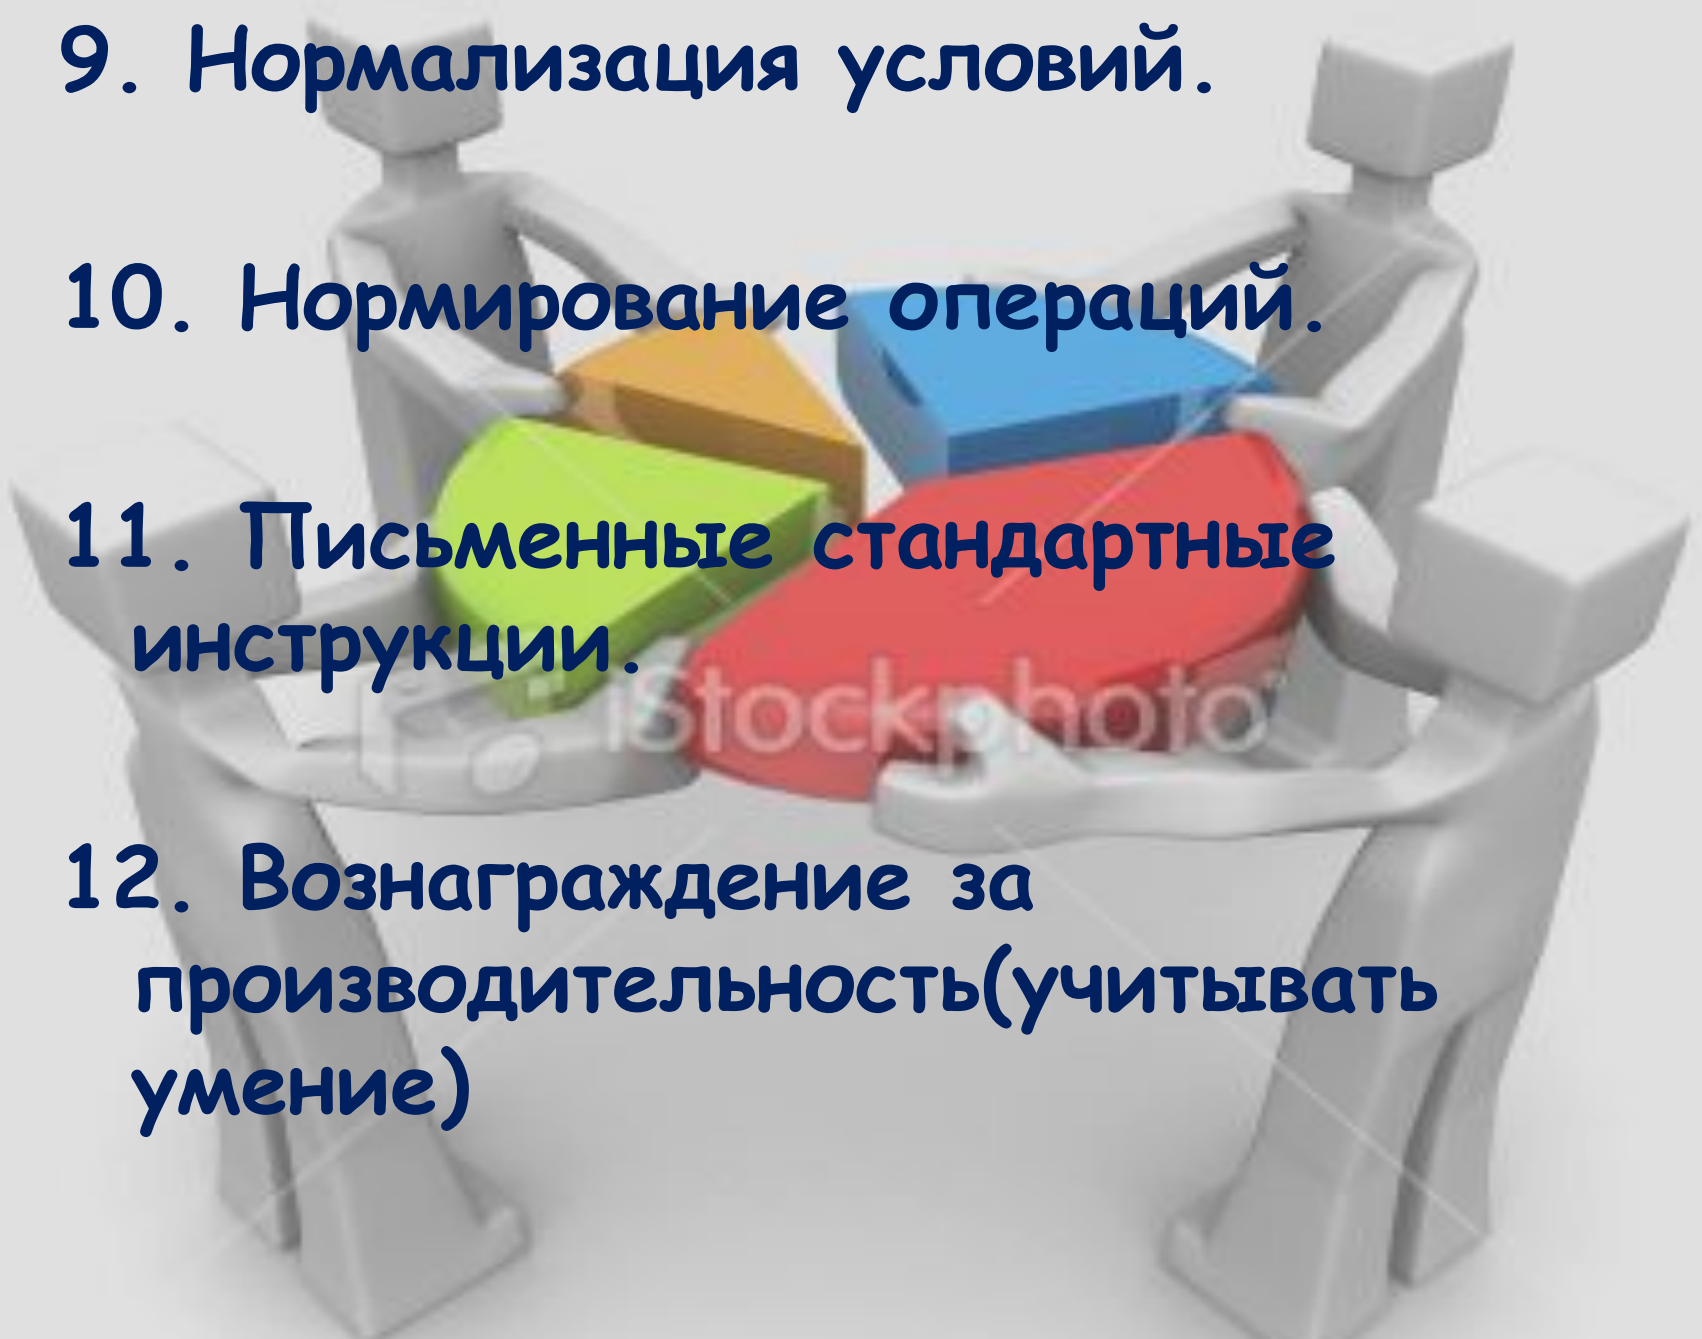 9. Нормализация условий.
10. Нормирование операций.
11. Письменные стандартные
инструкции.
iStockphoto
12. Вознаграждение за
производительность(учитывать
умение)